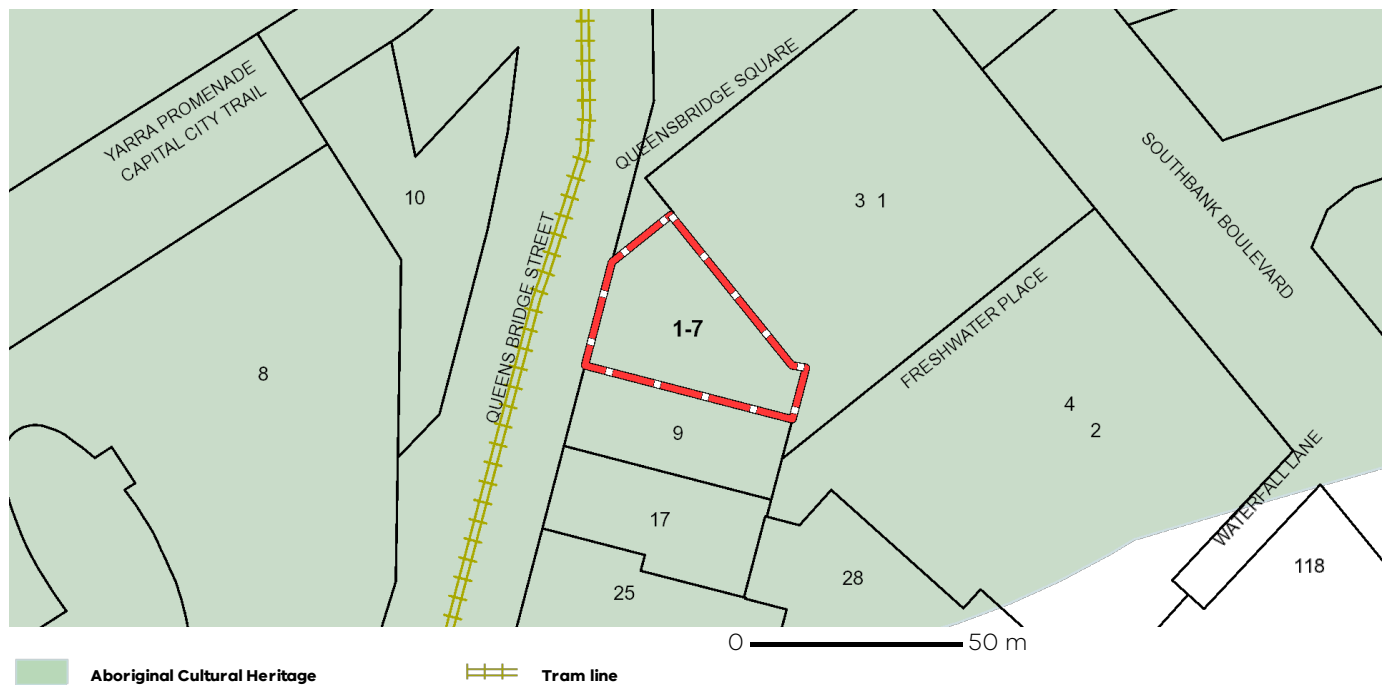 YARRA PROMENADE
CAPITAL CITY TRAIL
QUEENSBRIDGE SQUARE
SOUTHBANK BOULEVARD
10
3 1
QUEENS BRIDGE STREET
1-7
FRESHWATER PLACE
8
4
2
9
WATERFALL LANE
17
28
118
25
0 50 m
Aboriginal Cultural Heritage
Tram line